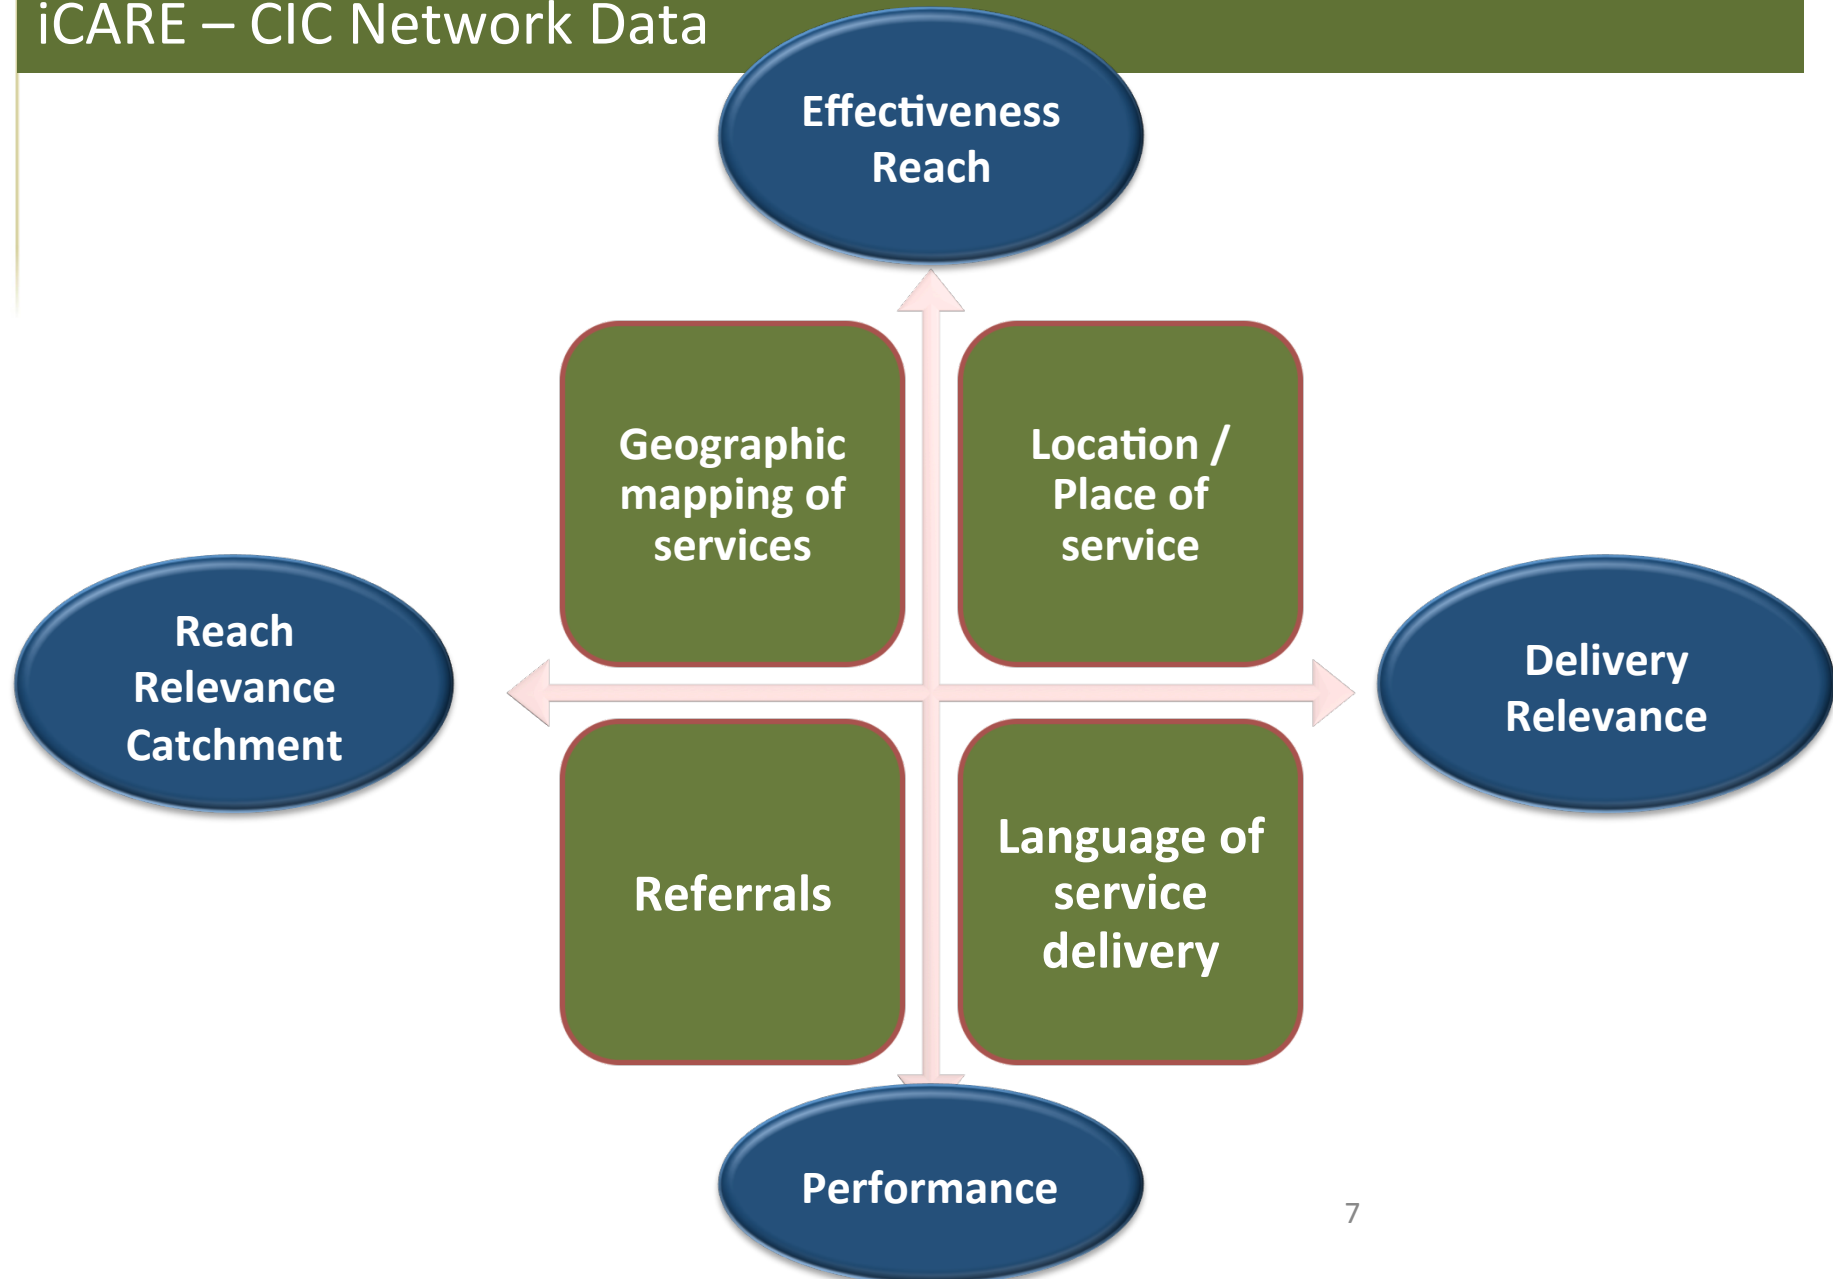 iCARE – CIC Network Data
Effectiveness
Reach
Geographic
mapping of
services
Location /
Place of
service
Reach
Relevance
Catchment
Delivery
Relevance
Referrals
Language of
service
delivery
Performance
7